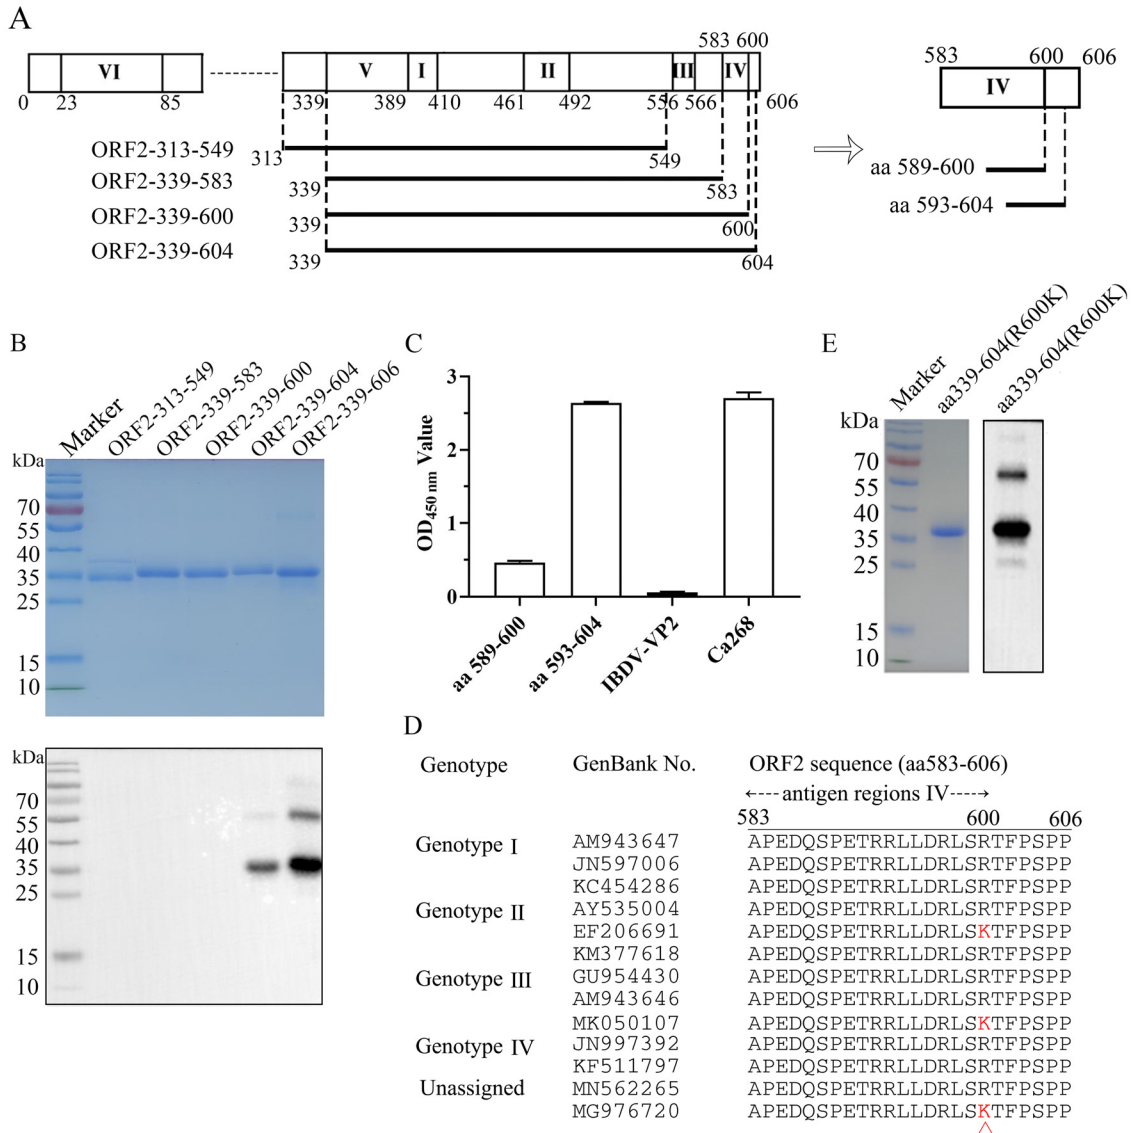 A
583 600
VI V I II III IV
0 23 85 339 389 410 461 492 556 566 606
ORF2-313-549 313 549
ORF2-339-583 339 583
ORF2-339-600 339 600
ORF2-339-604 339 604
583 600 606
IV
aa 589-600
aa 593-604
B
Marker ORF2-313-549 ORF2-339-583 ORF2-339-600 ORF2-339-604 ORF2-339-606
kDa
70
55
40
35
25
15
10
kDa
70
55
40
35
25
15
10
C
OD450 nm Value
3
2
1
0
aa 589-600 aa 593-604 IBDV-VP2 Ca268
E
Marker aa339-604(R600K) aa339-604(R600K)
kDa
70
55
40
35
25
15
10
D
Genotype GenBank No. ORF2 sequence (aa583-606)
antigen regions IV
583 600 606
Genotype I AM943647 APEDQSPETRRLLDRLSRTFPSPP
JN597006 APEDQSPETRRLLDRLSRTFPSPP
KC454286 APEDQSPETRRLLDRLSRTFPSPP
Genotype II AY535004 APEDQSPETRRLLDRLSRTFPSPP
EF206691 APEDQSPETRRLLDRLSKTFPSPP
KM377618 APEDQSPETRRLLDRLSRTFPSPP
Genotype III GU954430 APEDQSPETRRLLDRLSRTFPSPP
AM943646 APEDQSPETRRLLDRLSRTFPSPP
MK050107 APEDQSPETRRLLDRLSKTFPSPP
Genotype IV JN997392 APEDQSPETRRLLDRLSRTFPSPP
KF511797 APEDQSPETRRLLDRLSRTFPSPP
Unassigned MN562265 APEDQSPETRRLLDRLSRTFPSPP
MG976720 APEDQSPETRRLLDRLSKTFPSPP